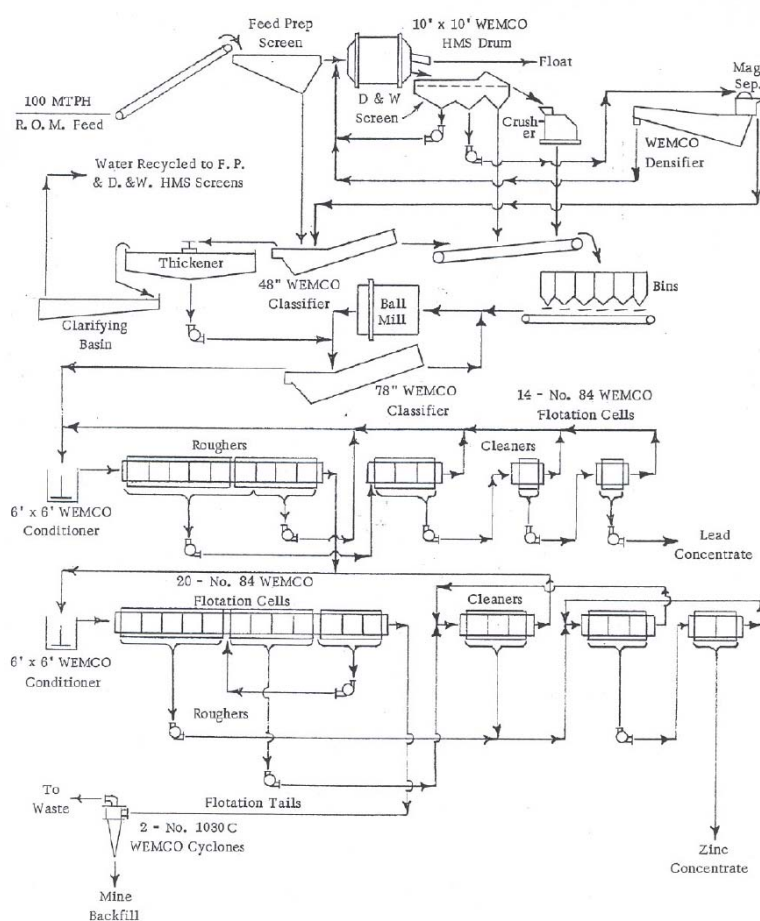 Feed Prep
Screen
10' x 10' WEMCO
HMS Drum
Float
100 MTPH
R. O. M. Feed
D & W
Screen
Crush
er
Mag
Sep.
WEMCO
Densifier
Water Recycled to F. P.
& D. &W. HMS Screens
Thickener
48" WEMCO
Classifier
Ball
Mill
Bins
Clarifying
Basin
78" WEMCO
Classifier
14 - No. 84 WEMCO
Flotation Cells
Roughers
Cleaners
6' x 6' WEMCO
Conditioner
Lead
Concentrate
20 - No. 84 WEMCO
Flotation Cells
Cleaners
6' x 6' WEMCO
Conditioner
Roughers
To
Waste
Flotation Tails
2 - No. 1030C
WEMCO Cyclones
Zinc
Concentrate
Mine
Backfill